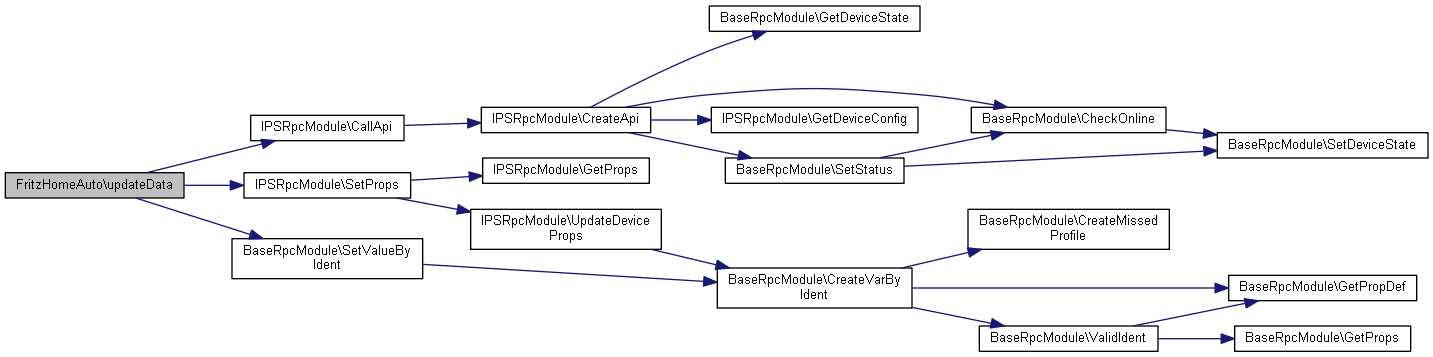 BaseRpcModule\GetDeviceState
IPSRpcModule\CallApi
IPSRpcModule\CreateApi
IPSRpcModule\GetDeviceConfig
BaseRpcModule\CheckOnline
BaseRpcModule\SetDeviceState
BaseRpcModule\SetStatus
FritzHomeAuto\updateData
IPSRpcModule\SetProps
IPSRpcModule\GetProps
IPSRpcModule\UpdateDevice
Props
BaseRpcModule\SetValueBy
Ident
BaseRpcModule\CreateVarBy
Ident
BaseRpcModule\CreateMissed
Profile
BaseRpcModule\GetPropDef
BaseRpcModule\ValidIdent
BaseRpcModule\GetProps